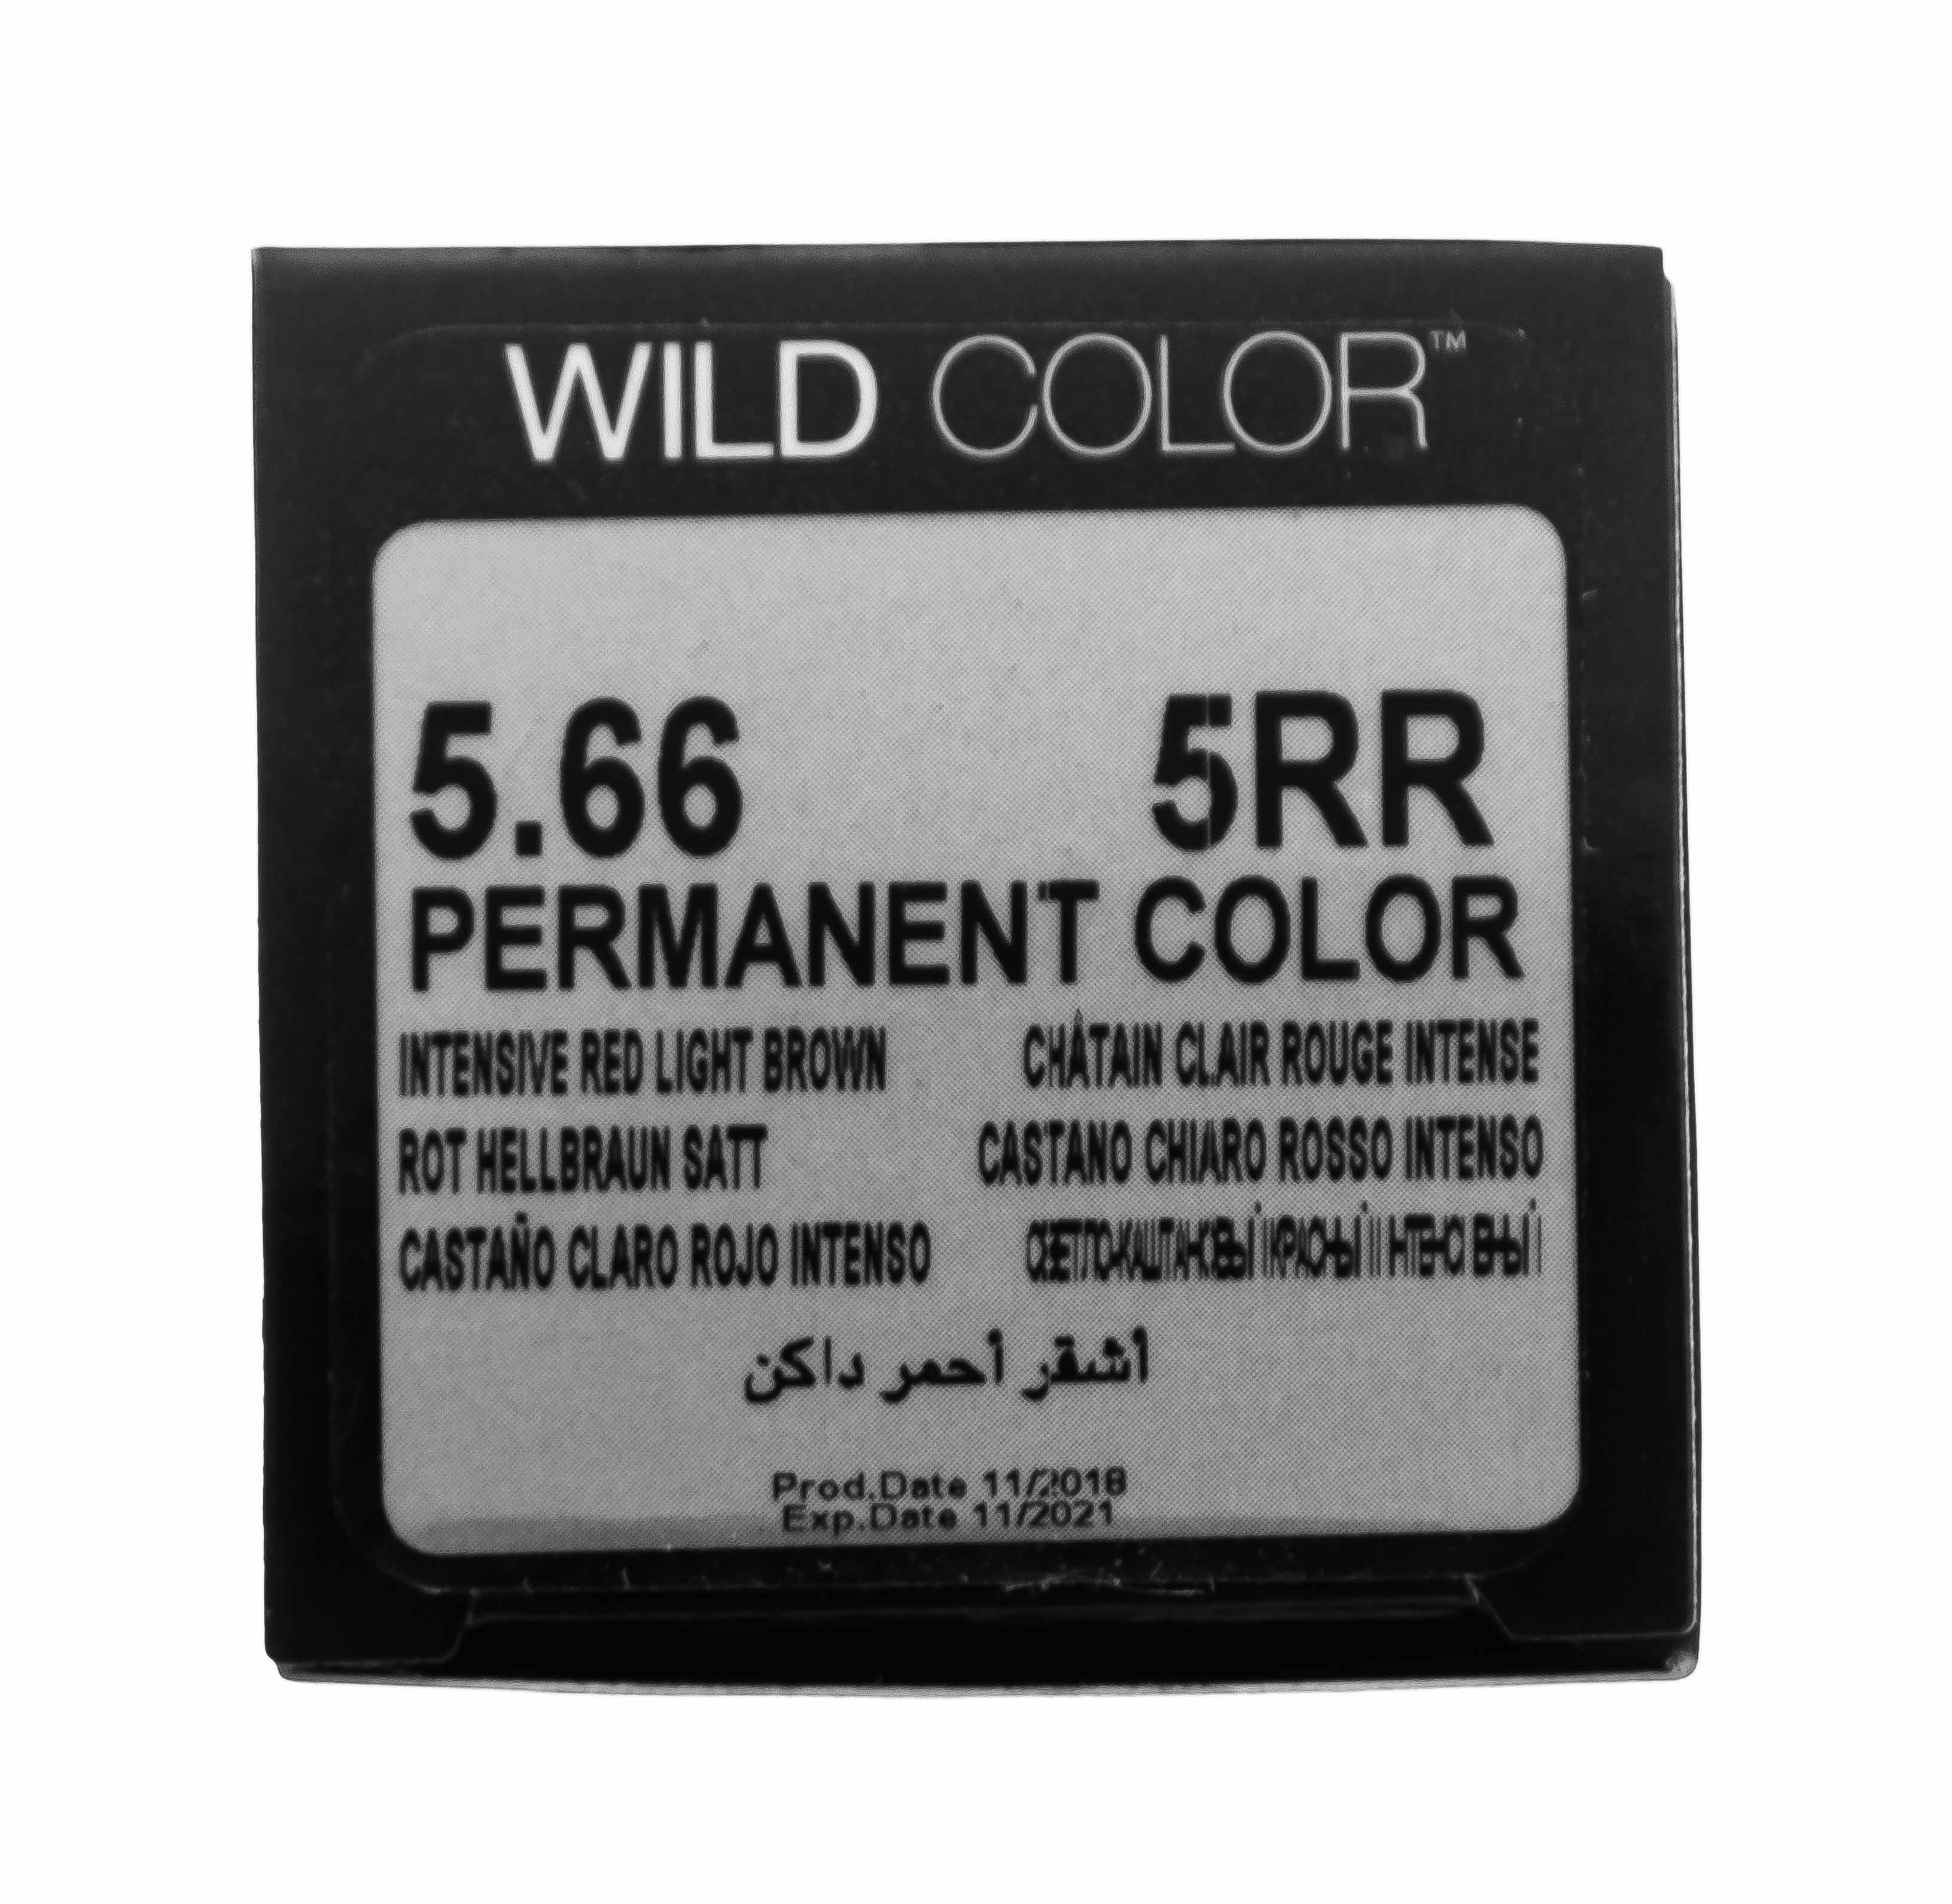 WILD COLOR™
5.66 5RR
PERMANENT COLOR
INTENSIVE RED LIGHT BROWN CHÂTAIN CLAIR ROUGE INTENSE
ROT HELLBRAUN SATT CASTANO CHIARO ROSSO INTENSO
CASTAÑO CLARO ROJO INTENSO
أشقر أحمر داكن
Prod.Date 11/2018
Exp.Date 11/2021